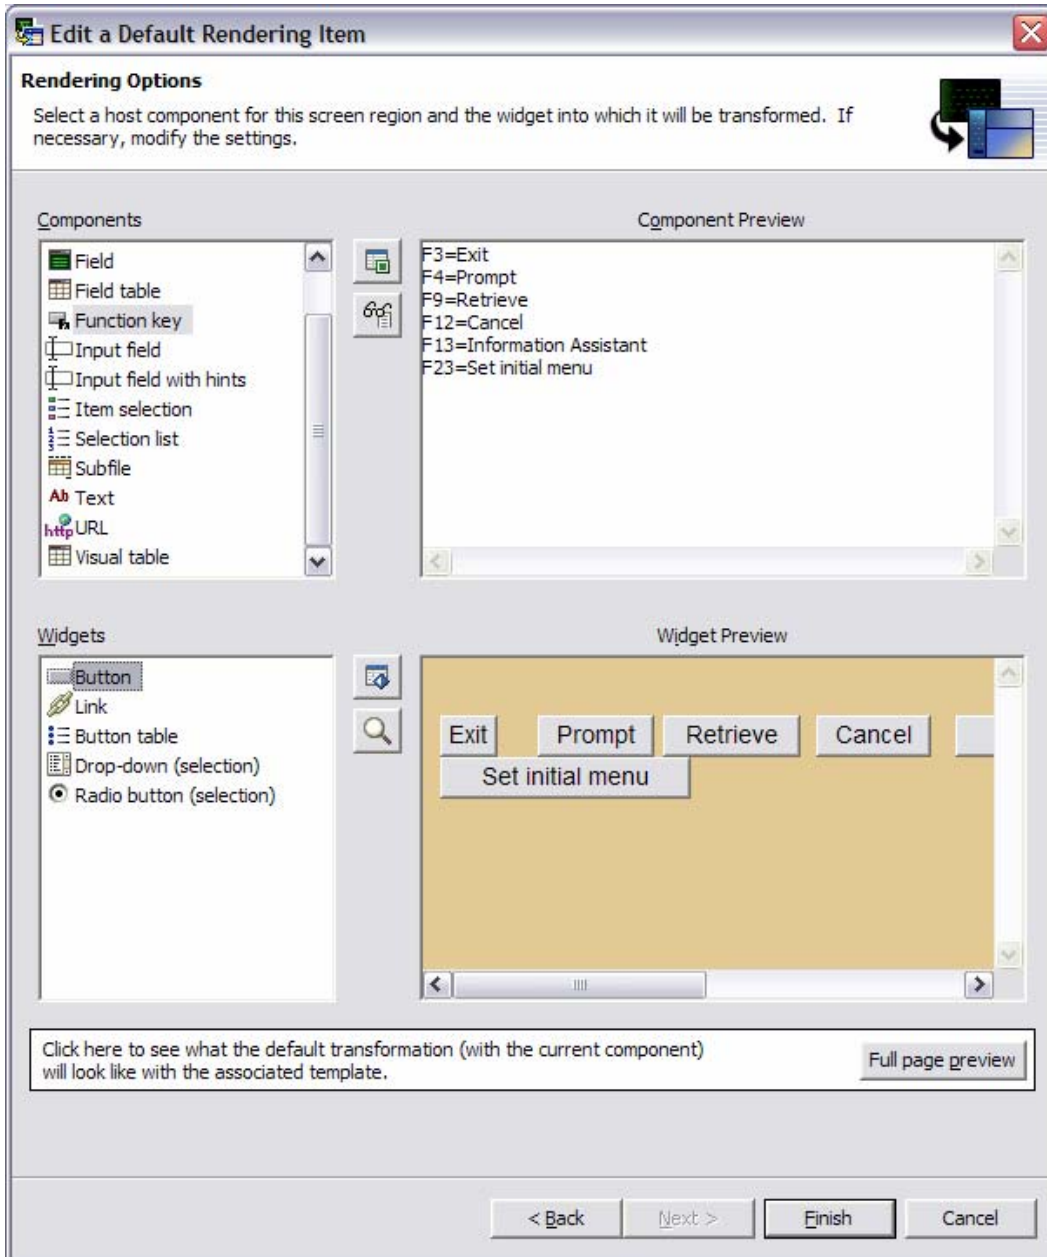 Edit a Default Rendering Item
Rendering Options
Select a host component for this screen region and the widget into which it will be transformed. If
necessary, modify the settings.
Components
Component Preview
Field
Field table
Function key
Input field
Input field with hints
Item selection
Selection list
Subfile
Ab Text
http URL
Visual table
F3=Exit
F4=Prompt
F9=Retrieve
F12=Cancel
F13=Information Assistant
F23=Set initial menu
Widgets
Widget Preview
Button
Link
Button table
Drop-down (selection)
Radio button (selection)
Exit Prompt Retrieve Cancel
Set initial menu
Click here to see what the default transformation (with the current component)
will look like with the associated template.
Full page preview
< Back Next > Finish Cancel